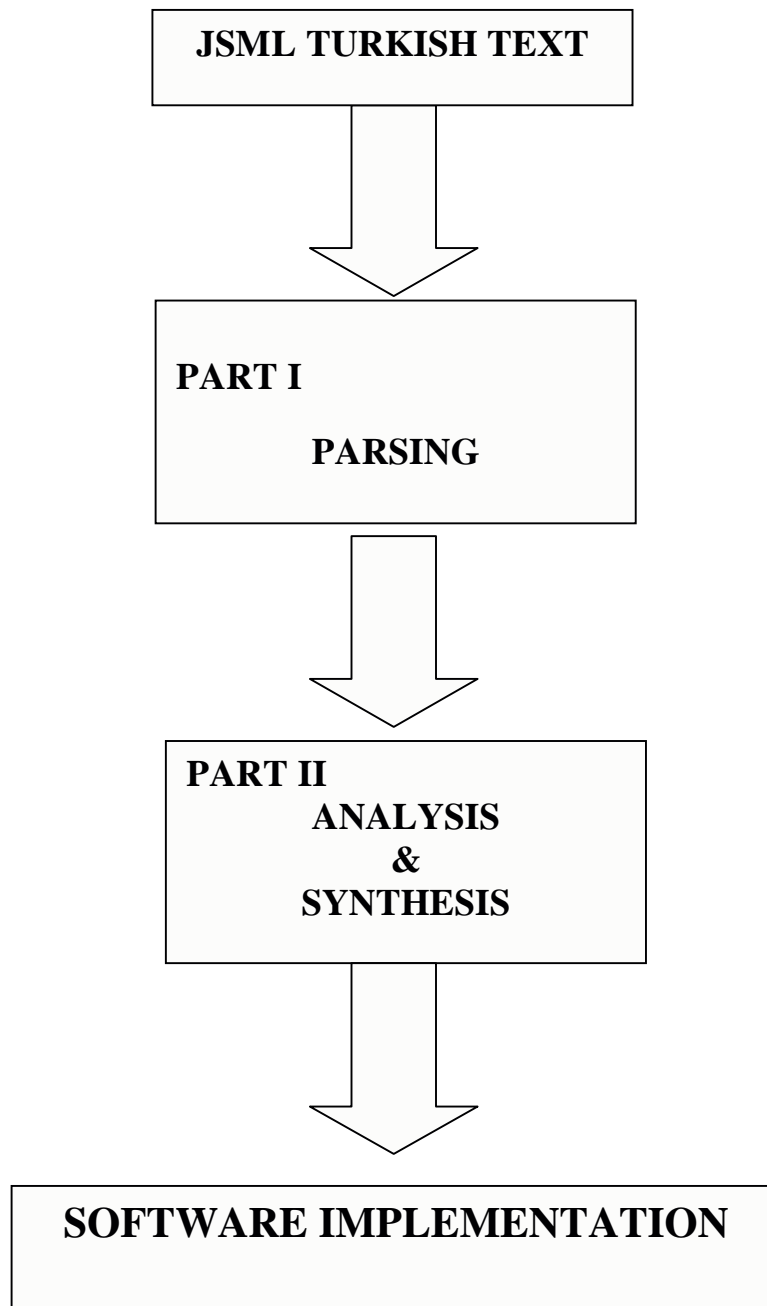 JSML TURKISH TEXT
PART I
PARSING
PART II
ANALYSIS
&
SYNTHESIS
SOFTWARE IMPLEMENTATION